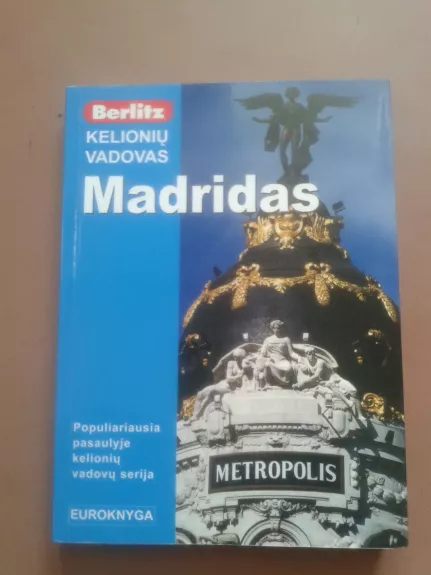 Berlitz
KELIONIŲ
VADOVAS
Madridas
Populiariausia
pasaulyje
kelionių
vadovų serija
METROPOLIS
EUROKNYGA